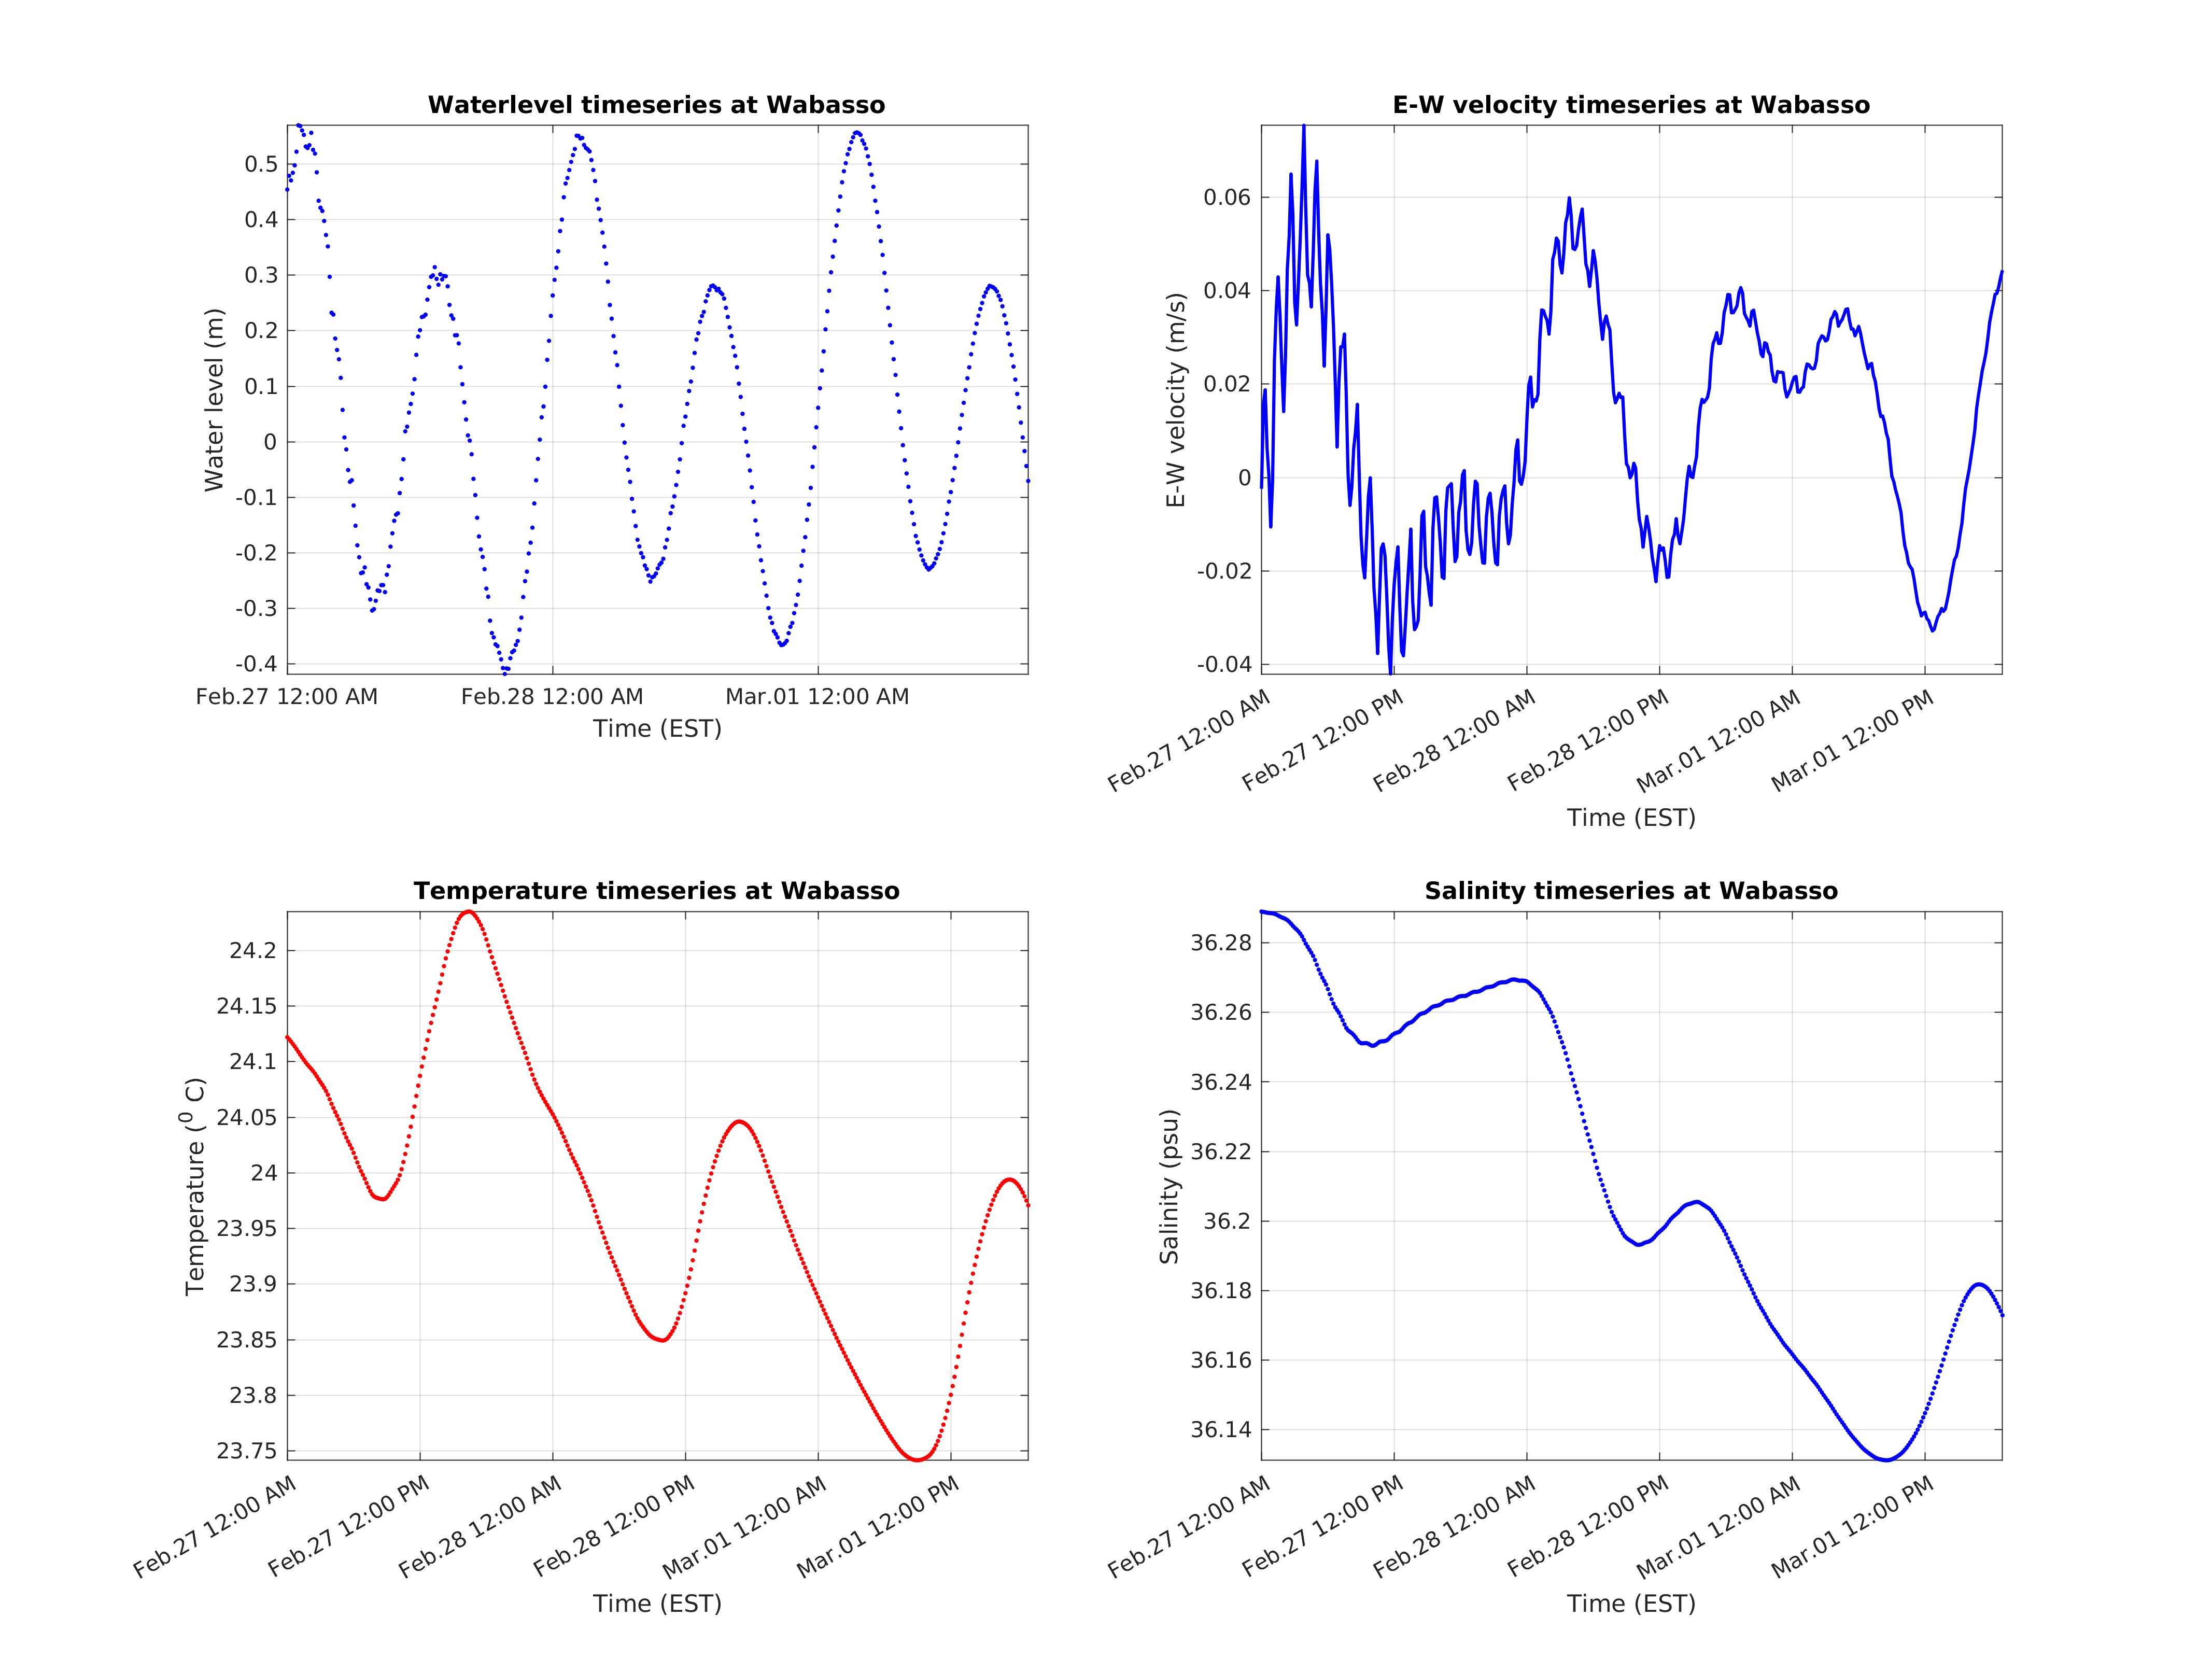 Waterlevel timeseries at Wabasso
0.5
0.4
0.3
0.2
0.1
0
-0.1
-0.2
-0.3
-0.4
Water level (m)
Feb.27 12:00 AM
Feb.28 12:00 AM
Mar.01 12:00 AM
Time (EST)
E-W velocity timeseries at Wabasso
0.06
0.04
0.02
0
-0.02
-0.04
E-W velocity (m/s)
Feb.27 12:00 AM
Feb.27 12:00 PM
Feb.28 12:00 AM
Feb.28 12:00 PM
Mar.01 12:00 AM
Mar.01 12:00 PM
Time (EST)
Temperature timeseries at Wabasso
24.2
24.15
24.1
24.05
24
23.95
23.9
23.85
23.8
23.75
Temperature (⁰ C)
Feb.27 12:00 AM
Feb.27 12:00 PM
Feb.28 12:00 AM
Feb.28 12:00 PM
Mar.01 12:00 AM
Mar.01 12:00 PM
Time (EST)
Salinity timeseries at Wabasso
36.28
36.26
36.24
36.22
36.2
36.18
36.16
36.14
Salinity (psu)
Feb.27 12:00 AM
Feb.27 12:00 PM
Feb.28 12:00 AM
Feb.28 12:00 PM
Mar.01 12:00 AM
Mar.01 12:00 PM
Time (EST)